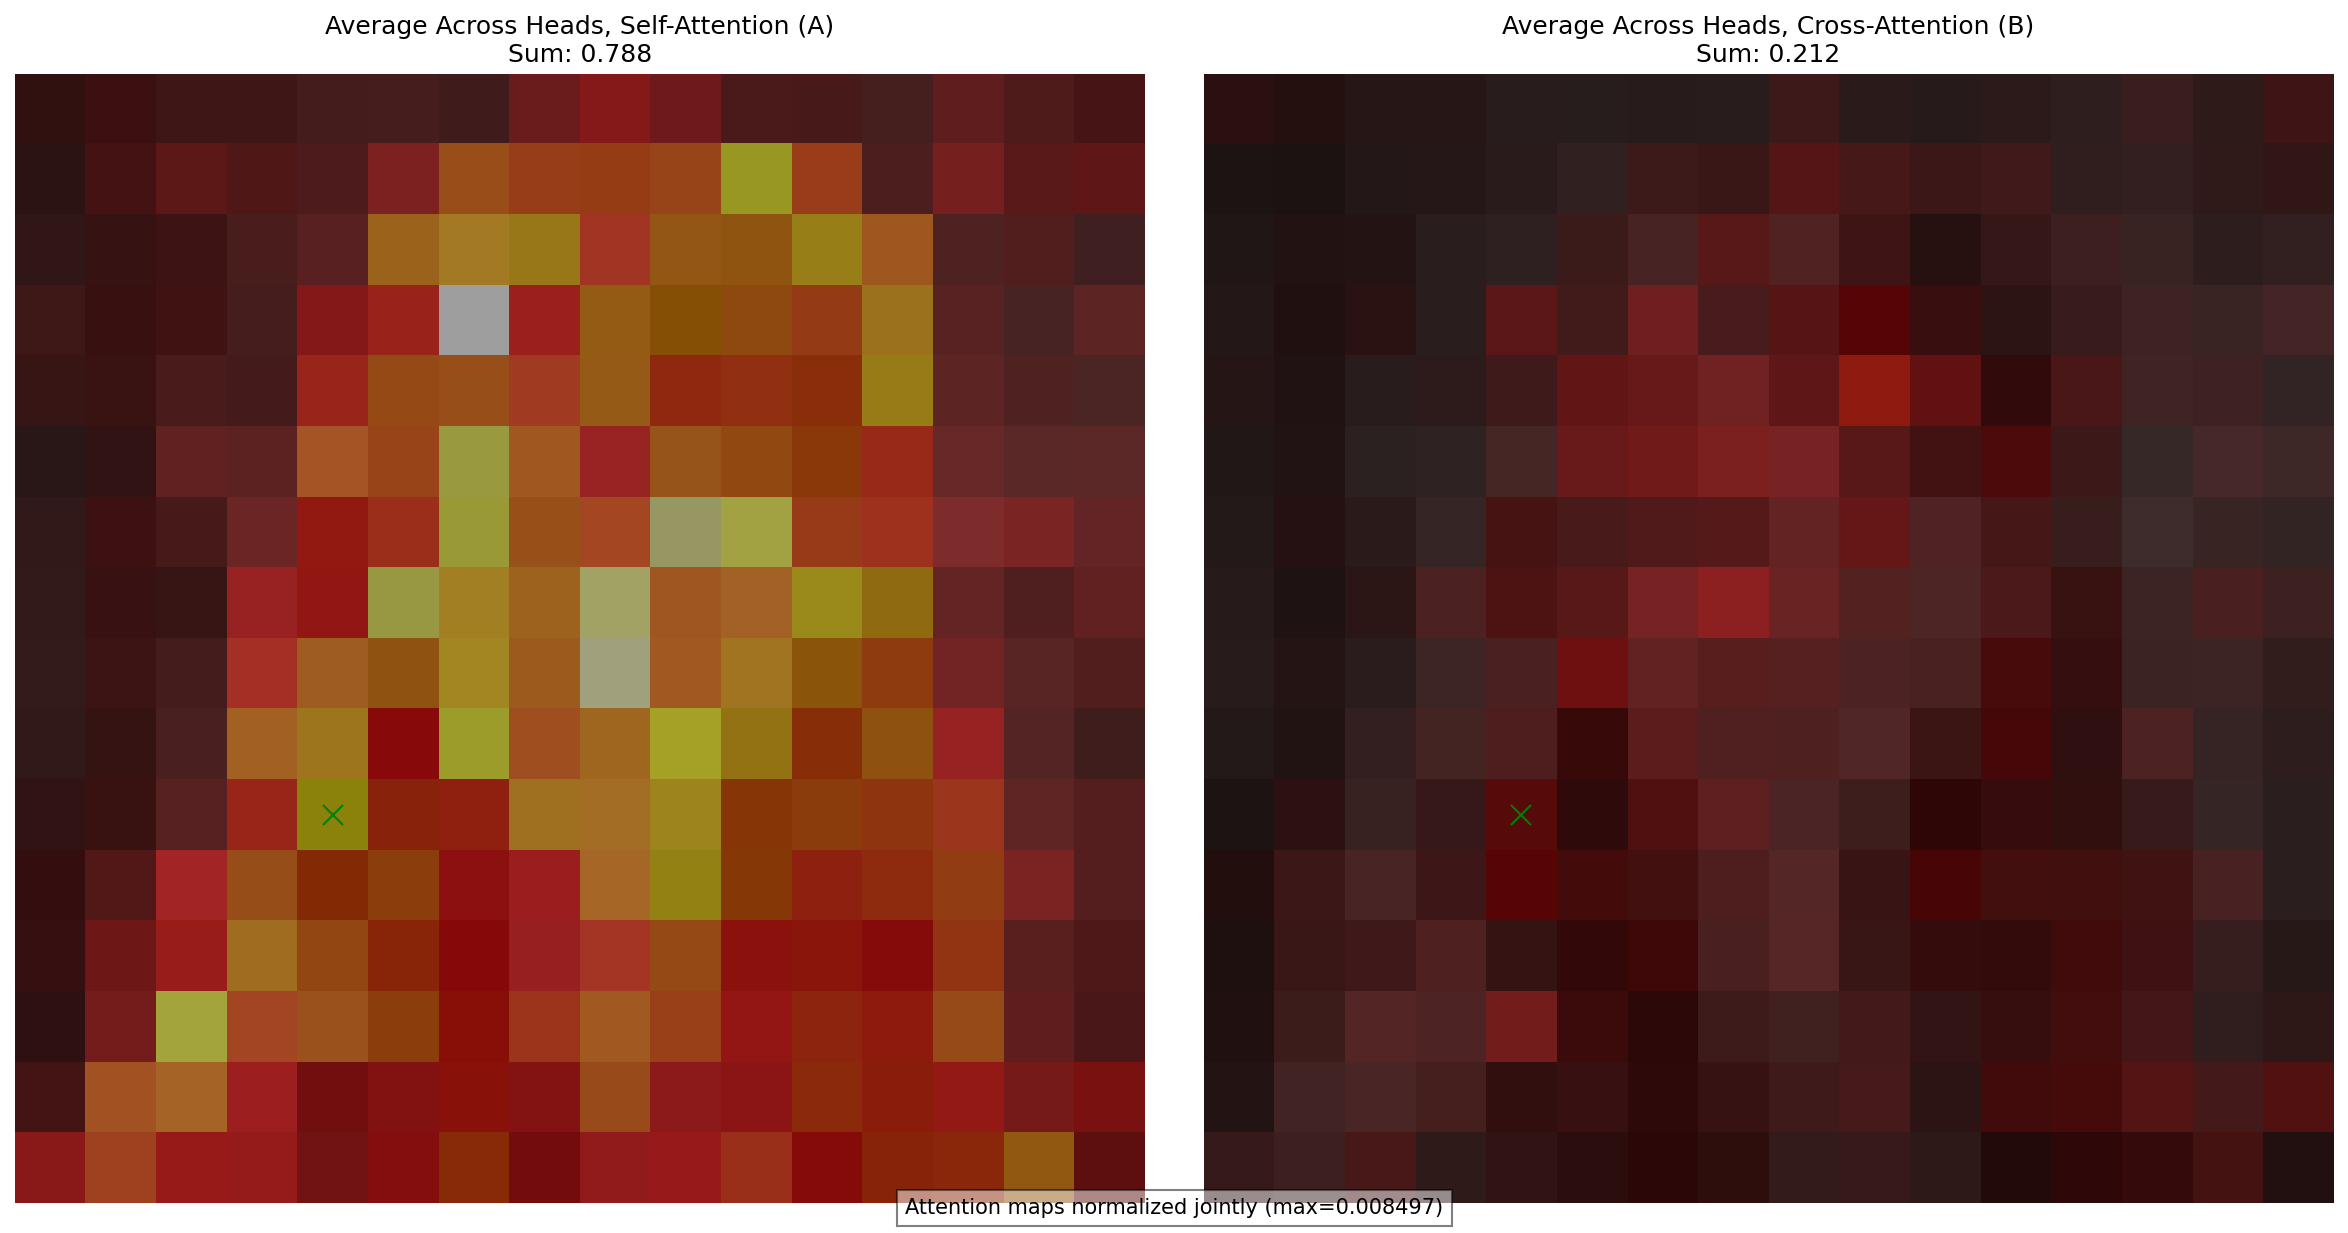 Average Across Heads, Self-Attention (A)
Sum: 0.788
Average Across Heads, Cross-Attention (B)
Sum: 0.212
Attention maps normalized jointly (max=0.008497)